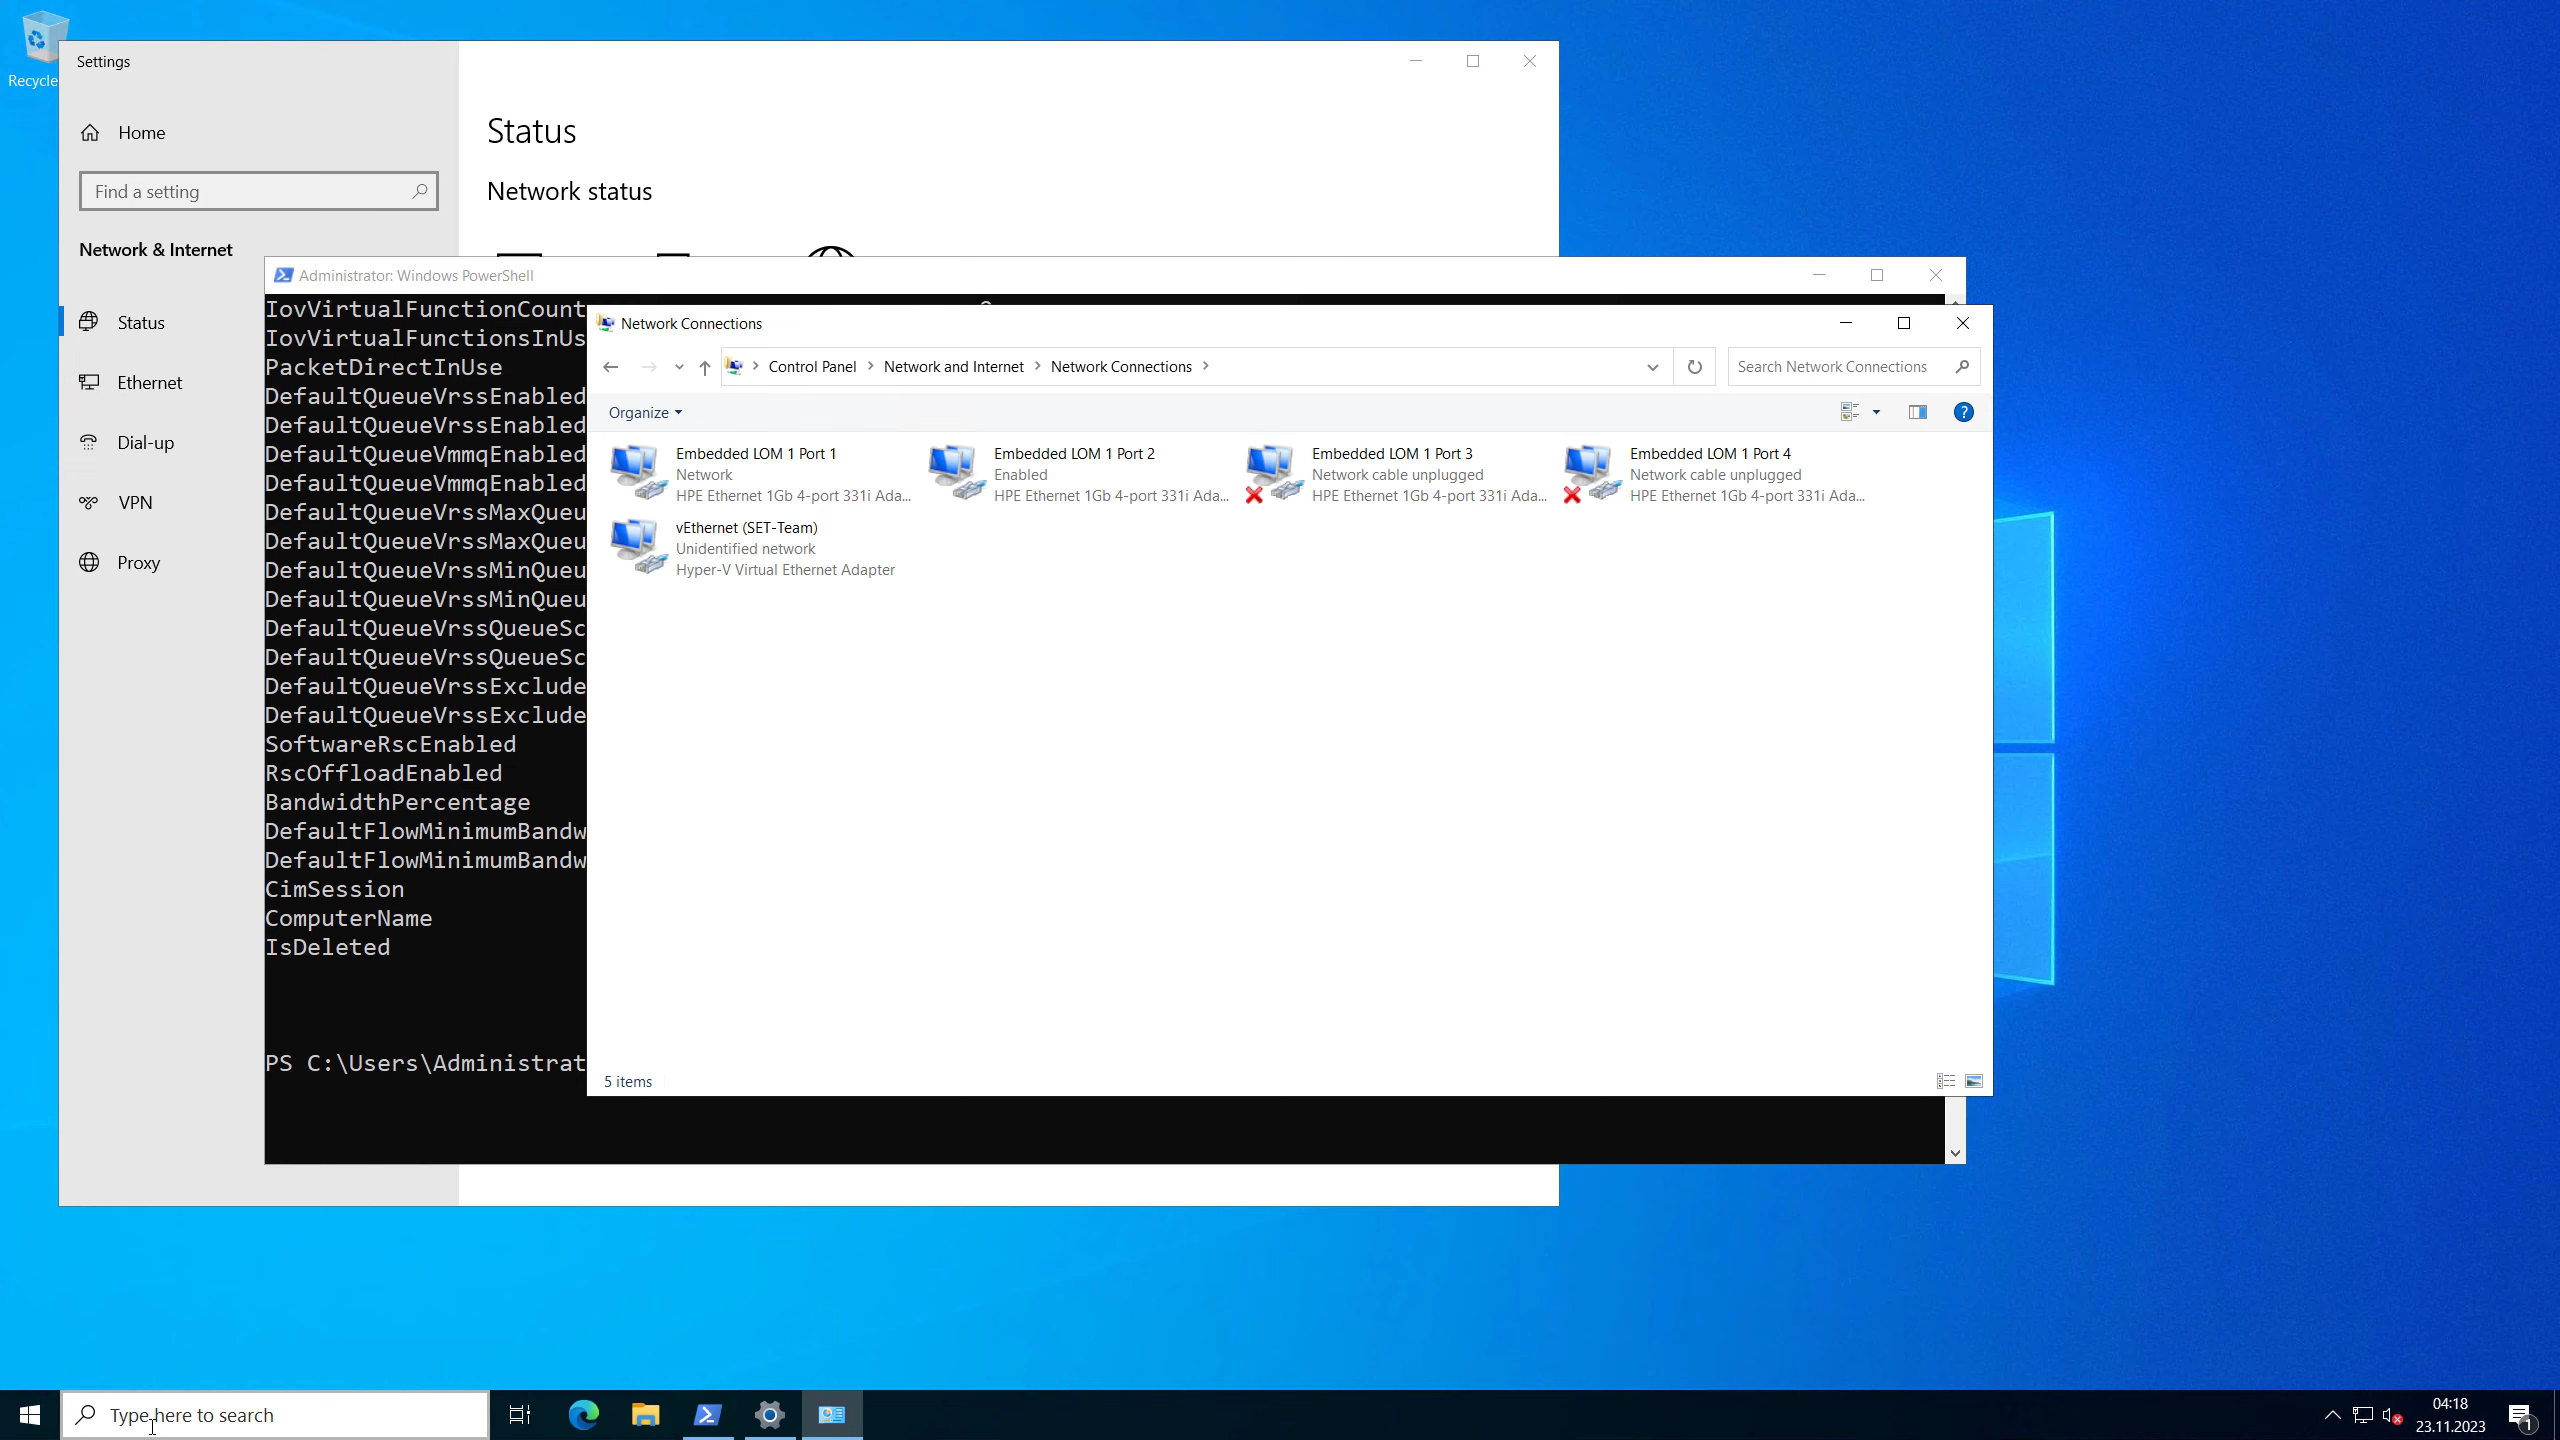 Recycle
Settings
Home
Find a setting
Network & Internet
Status
Ethernet
Dial-up
VPN
Proxy
Status
Network status
Administrator: Windows PowerShell
IovVirtualFunctionCount
IovVirtualFunctionsInUs
PacketDirectInUse
DefaultQueueVrssEnabled
DefaultQueueVrssEnabled
DefaultQueueVmmqEnabled
DefaultQueueVmmqEnabled
DefaultQueueVrssMaxQueu
DefaultQueueVrssMaxQueu
DefaultQueueVrssMinQueu
DefaultQueueVrssMinQueu
DefaultQueueVrssQueueSc
DefaultQueueVrssQueueSc
DefaultQueueVrssExclude
DefaultQueueVrssExclude
SoftwareRscEnabled
RscOffloadEnabled
BandwidthPercentage
DefaultFlowMinimumBandw
DefaultFlowMinimumBandw
CimSession
ComputerName
IsDeleted
PS C:\Users\Administrat
Network Connections
Control Panel > Network and Internet > Network Connections >
Search Network Connections
Organize
Embedded LOM 1 Port 1
Network
HPE Ethernet 1Gb 4-port 331i Ada...
Embedded LOM 1 Port 2
Enabled
HPE Ethernet 1Gb 4-port 331i Ada...
Embedded LOM 1 Port 3
Network cable unplugged
HPE Ethernet 1Gb 4-port 331i Ada...
Embedded LOM 1 Port 4
Network cable unplugged
HPE Ethernet 1Gb 4-port 331i Ada...
vEthernet (SET-Team)
Unidentified network
Hyper-V Virtual Ethernet Adapter
5 items
Type here to search
04:18
23.11.2023
1